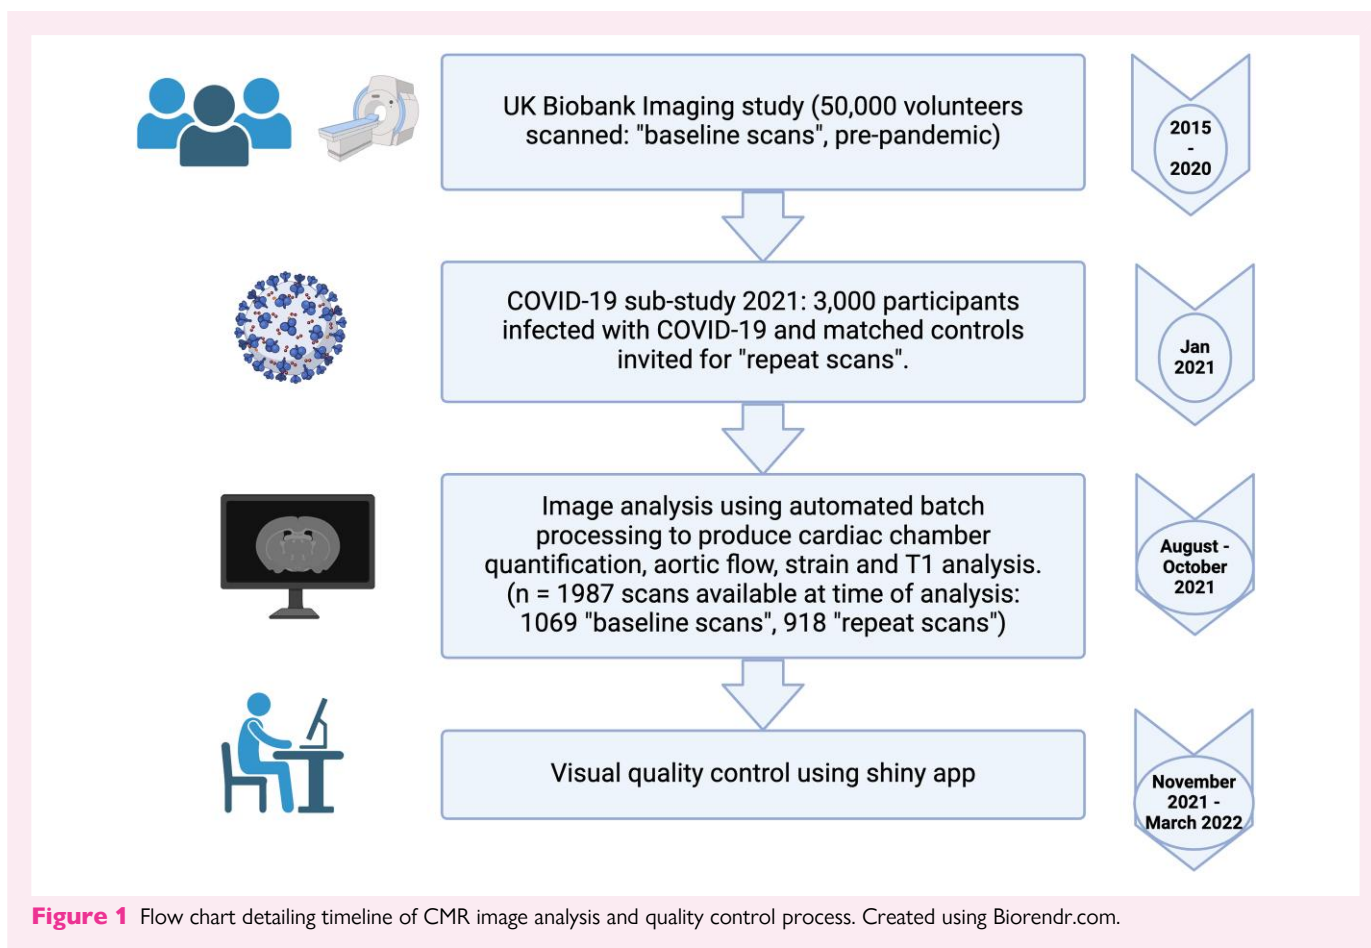 UK Biobank Imaging study (50,000 volunteers
scanned: "baseline scans", pre-pandemic)
2015
-
2020
COVID-19 sub-study 2021: 3,000 participants
infected with COVID-19 and matched controls
invited for "repeat scans".
Jan
2021
Image analysis using automated batch
processing to produce cardiac chamber
quantification, aortic flow, strain and T1 analysis.
(n = 1987 scans available at time of analysis:
1069 "baseline scans", 918 "repeat scans")
August -
October
2021
Visual quality control using shiny app
November
2021 -
March 2022
Figure 1 Flow chart detailing timeline of CMR image analysis and quality control process. Created using Biorendr.com.